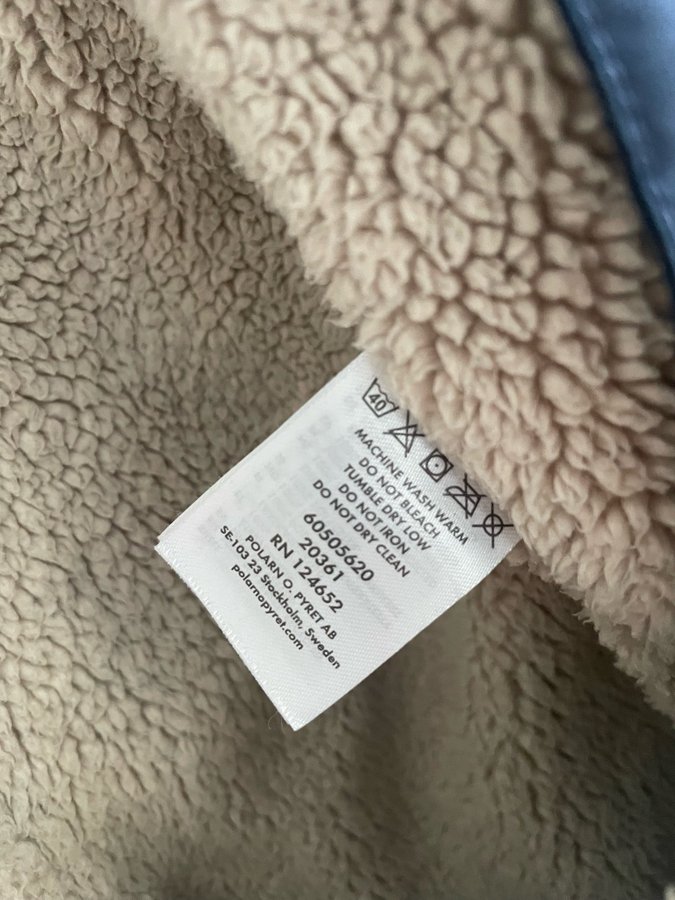 40
MACHINE WASH WARM
DO NOT BLEACH
TUMBLE DRY LOW
DO NOT IRON
DO NOT DRY CLEAN
60505620
20361
RN 124652
POLARN O. PYRET AB
SE-103 23 Stockholm, Sweden
polarnopyret.com